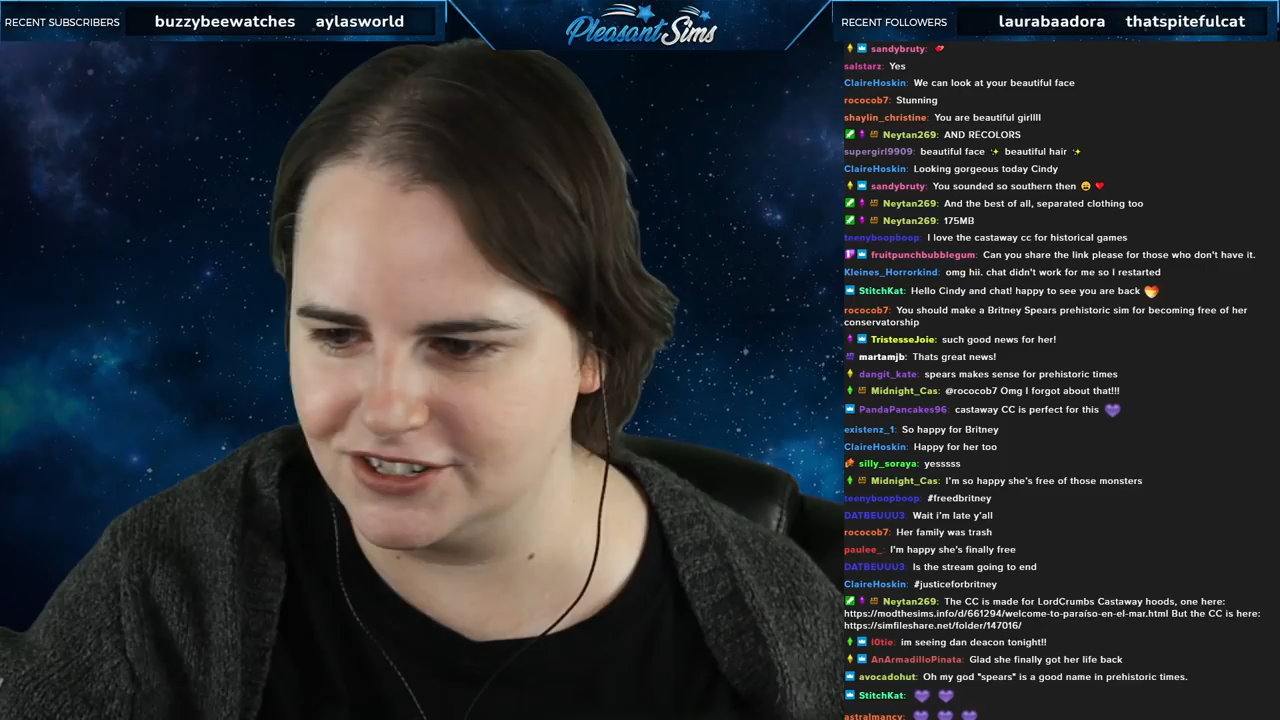 RECENT SUBSCRIBERS buzzybeewatches aylasworld
PleasantSims
RECENT FOLLOWERS laurabaadora thatspitefulcat
sandybruty:
salstarz: Yes
ClaireHoskin: We can look at your beautiful face
rococob7: Stunning
shaylin_christine: You are beautiful girllll
Neytan269: AND RECOLORS
supergirl9909: beautiful face ✨ beautiful hair ✨
ClaireHoskin: Looking gorgeous today Cindy
sandybruty: You sounded so southern then 😩 ❤️
Neytan269: And the best of all, separated clothing too
Neytan269: 175MB
teenyboopboop: I love the castaway cc for historical games
fruitpunchbubblegum: Can you share the link please for those who don't have it.
Kleines_Horrorkind: omg hii. chat didn't work for me so I restarted
StitchKat: Hello Cindy and chat! happy to see you are back
rococob7: You should make a Britney Spears prehistoric sim for becoming free of her
conservatorship
TristesseJoie: such good news for her!
martamjb: Thats great news!
dangit_kate: spears makes sense for prehistoric times
Midnight_Cas: @rococob7 Omg I forgot about that!!!
PandaPancakes96: castaway CC is perfect for this 💜
existenz_1: So happy for Britney
ClaireHoskin: Happy for her too
silly_soraya: yesssss
Midnight_Cas: I'm so happy she's free of those monsters
teenyboopboop: #freedbritney
DATBEUUU3: Wait i'm late y'all
rococob7: Her family was trash
paulee_: I'm happy she's finally free
DATBEUUU3: Is the stream going to end
ClaireHoskin: #justiceforbritney
Neytan269: The CC is made for LordCrumbs Castaway hoods, one here:
https://modthesims.info/d/661294/welcome-to-paraíso-en-el-mar.html But the CC is here:
https://simfileshare.net/folder/147016/
l0tie: im seeing dan deacon tonight!!
AnArmadilloPinata: Glad she finally got her life back
avocadohut: Oh my god "spears" is a good name in prehistoric times.
StitchKat: 💜 💜
astralmancy: 💜 💜 💜